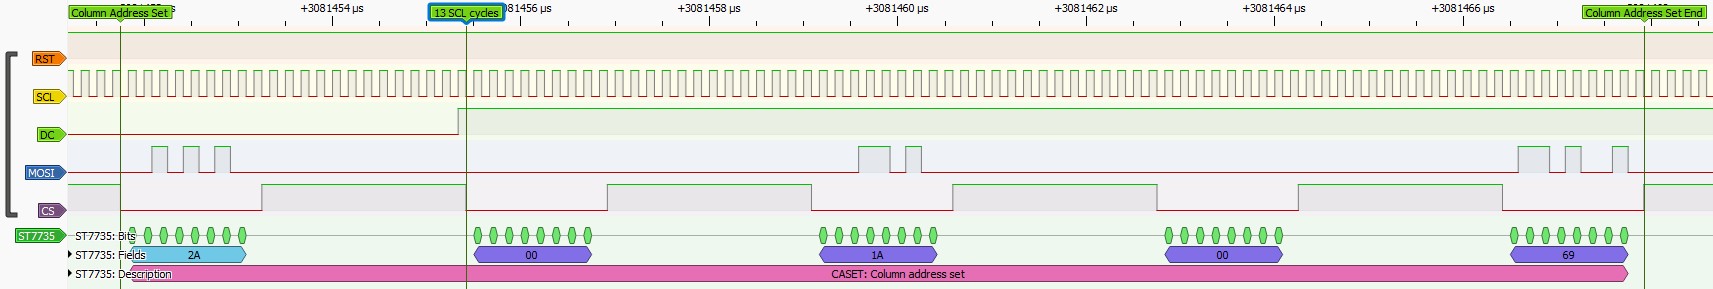 Column Address Set
+3081454 µs
13 SCL cycles
+3081456 µs
+3081458 µs
+3081460 µs
+3081462 µs
+3081464 µs
+3081466 µs
Column Address Set End
RST
SCL
DC
MOSI
CS
ST7735
ST7735: Bits
ST7735: Fields
2A
00
1A
00
69
ST7735: Description
CASET: Column address set